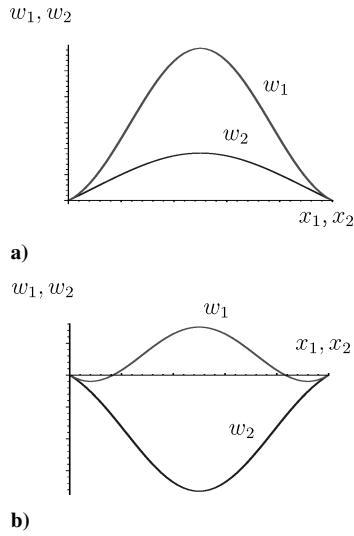 w₁, w₂
w₁
w₂
x₁, x₂
a)
w₁, w₂
w₁
x₁, x₂
w₂
b)